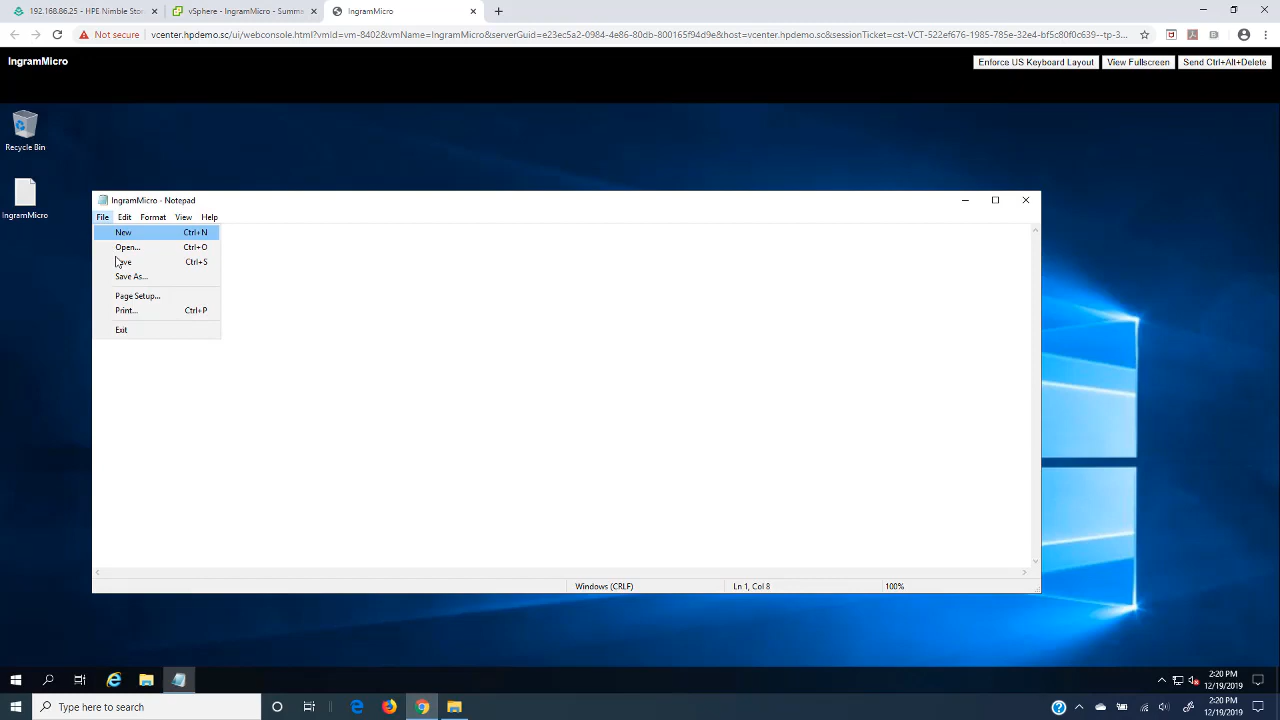 192.168.86.25 - HPE Nimble Stor
vSphere - IngramMicro - Summa
IngramMicro
Not secure
vcenter.hpdemo.sc/ui/webconsole.html?vmId=vm-8402&vmName=IngramMicro&serverGuid=e23ec5a2-0984-4e86-80db-800165f94d9e&host=vcenter.hpdemo.sc&sessionTicket=cst-VCT-522ef676-1985-785e-32e4-bf5c80f0c639--tp-3...
IngramMicro
Enforce US Keyboard Layout
View Fullscreen
Send Ctrl+Alt+Delete
Recycle Bin
IngramMicro
IngramMicro - Notepad
File Edit Format View Help
New Ctrl+N
Open... Ctrl+O
Ctrl+S
Save As...
Page Setup...
Print... Ctrl+P
Exit
Windows (CRLF)
Ln 1, Col 8
100%
2:20 PM
12/19/2019
Type here to search
2:20 PM
12/19/2019